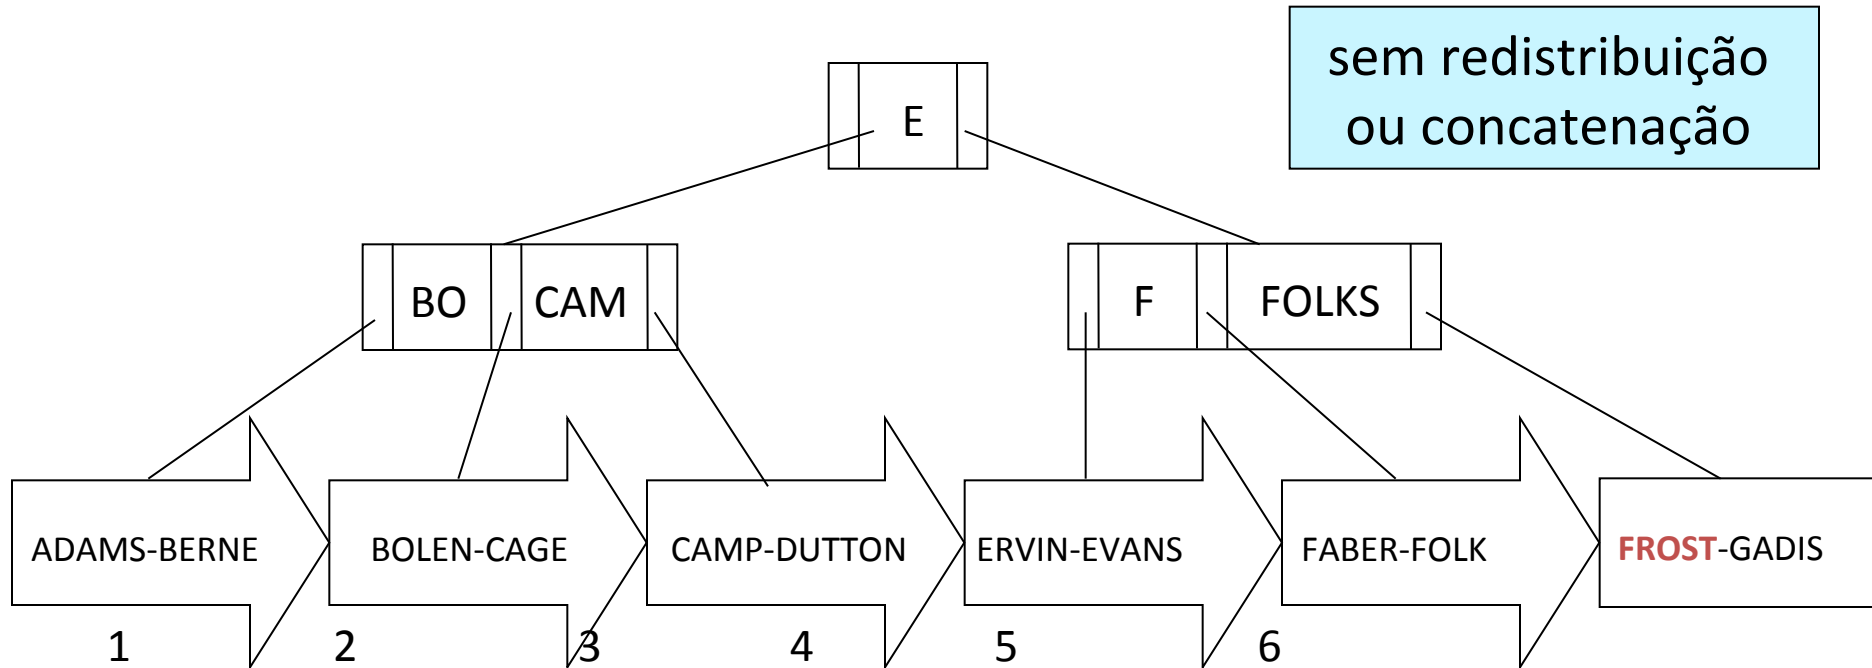 sem redistribuição
ou concatenação
E
BO CAM
F FOLKS
ADAMS-BERNE BOLEN-CAGE CAMP-DUTTON ERVIN-EVANS FABER-FOLK FROST-GADIS
1 2 3 4 5 6